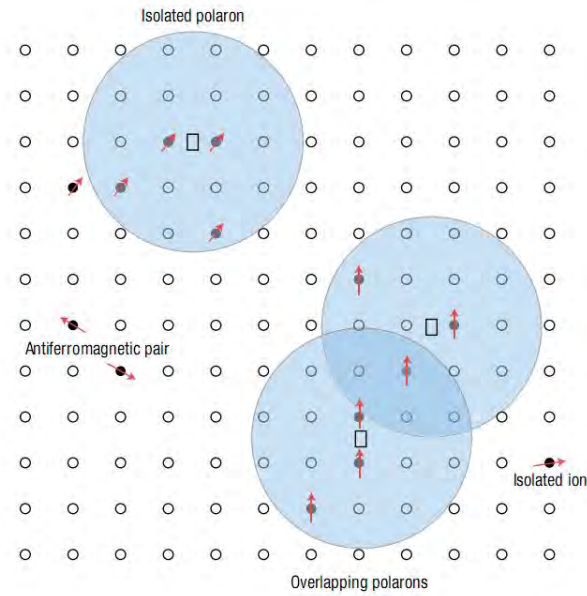 Isolated polaron
Antiferromagnetic pair
Isolated ion
Overlapping polarons